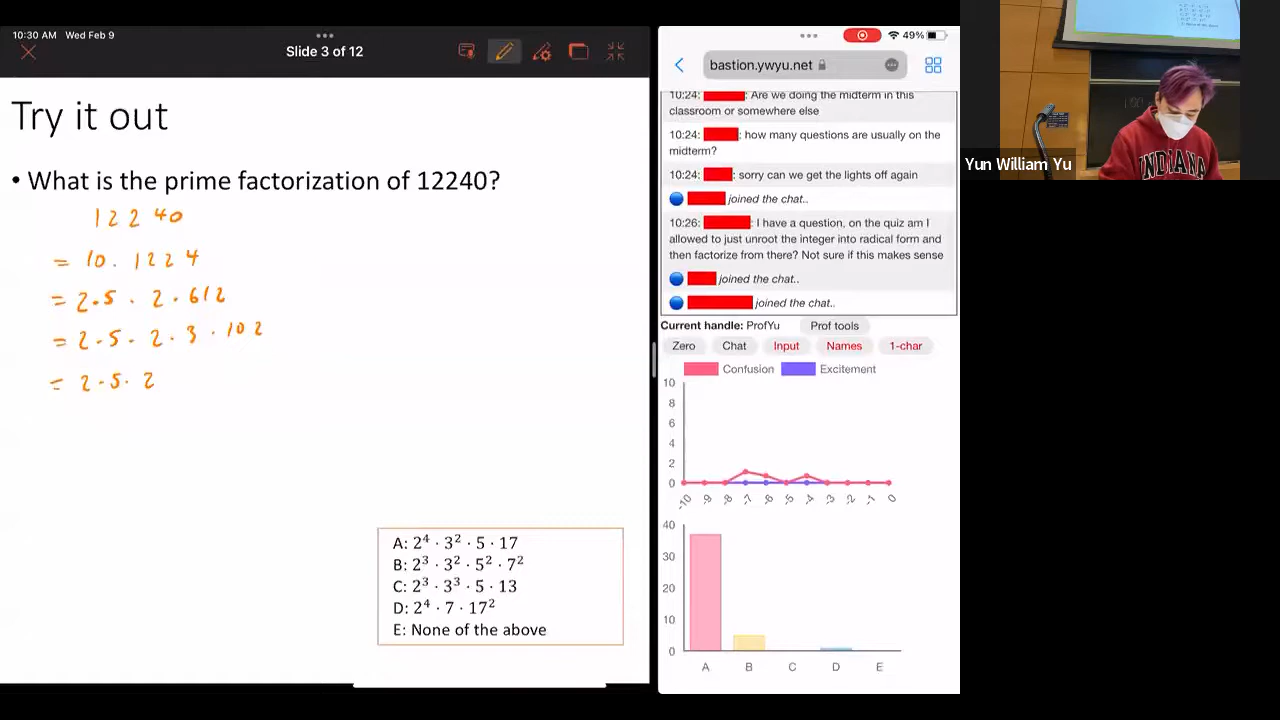 10:30 AM Wed Feb 9
Slide 3 of 12
Try it out
• What is the prime factorization of 12240?
12240
= 10 · 1224
= 2 · 5 · 2 · 612
= 2 · 5 · 2 · 3 · 102
= 2 · 5 · 2
A: 2⁴ · 3² · 5 · 17
B: 2³ · 3² · 5² · 7²
C: 2³ · 3³ · 5 · 13
D: 2⁴ · 7 · 17²
E: None of the above
49%
bastion.ywyu.net
10:24: : Are we doing the midterm in this
classroom or somewhere else
10:24: : how many questions are usually on the
midterm?
10:24: : sorry can we get the lights off again
joined the chat..
10:26: : I have a question, on the quiz am I
allowed to just unroot the integer into radical form and
then factorize from there? Not sure if this makes sense
joined the chat..
joined the chat..
Current handle: ProfYu Prof tools
Zero Chat Input Names 1-char
Confusion Excitement
10
8
6
4
2
0
-10 -9 -8 -7 -6 -5 -4 -3 -2 -1 0
40
30
20
10
0
A B C D E
Yun William Yu
INDIANA